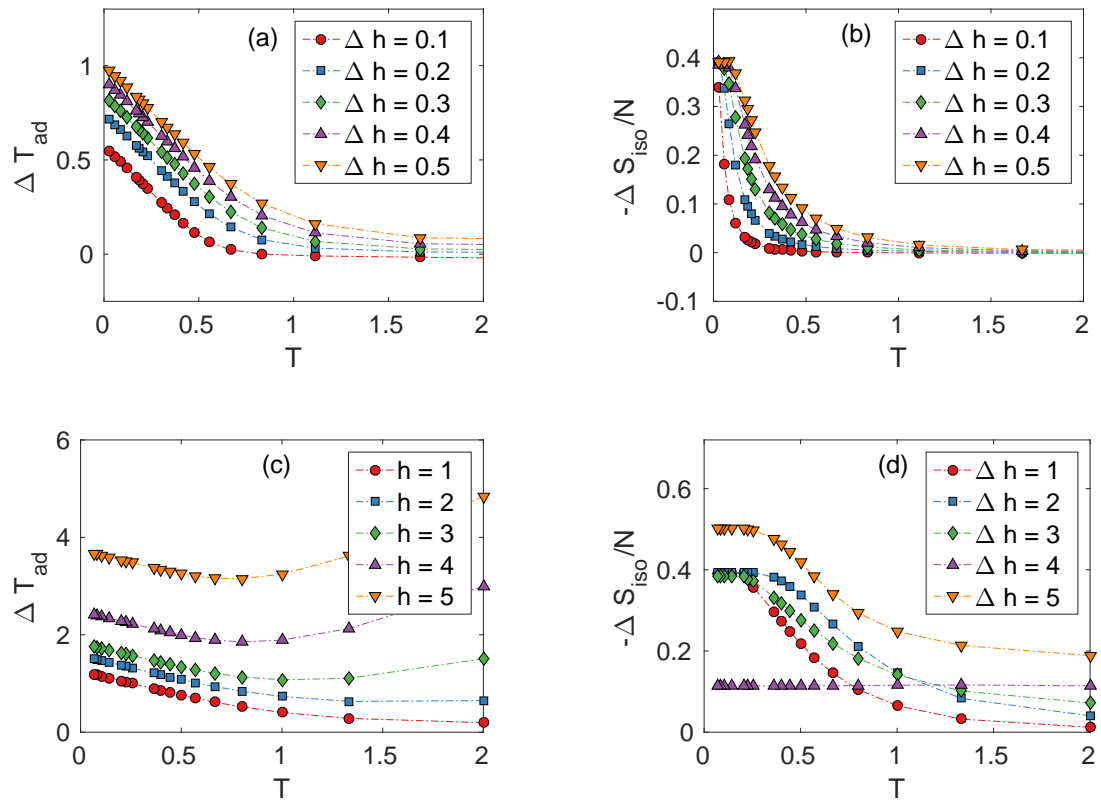 (a)
Δ h = 0.1
Δ h = 0.2
Δ h = 0.3
Δ h = 0.4
Δ h = 0.5
1
0.5
0
Δ T_ad
0 0.5 1 1.5 2
T
(b)
Δ h = 0.1
Δ h = 0.2
Δ h = 0.3
Δ h = 0.4
Δ h = 0.5
0.4
0.3
0.2
0.1
0
-0.1
-Δ S_iso/N
0 0.5 1 1.5 2
T
(c)
h = 1
h = 2
h = 3
h = 4
h = 5
6
4
2
0
Δ T_ad
0 0.5 1 1.5 2
T
(d)
Δ h = 1
Δ h = 2
Δ h = 3
Δ h = 4
Δ h = 5
0.6
0.4
0.2
0
-Δ S_iso/N
0 0.5 1 1.5 2
T